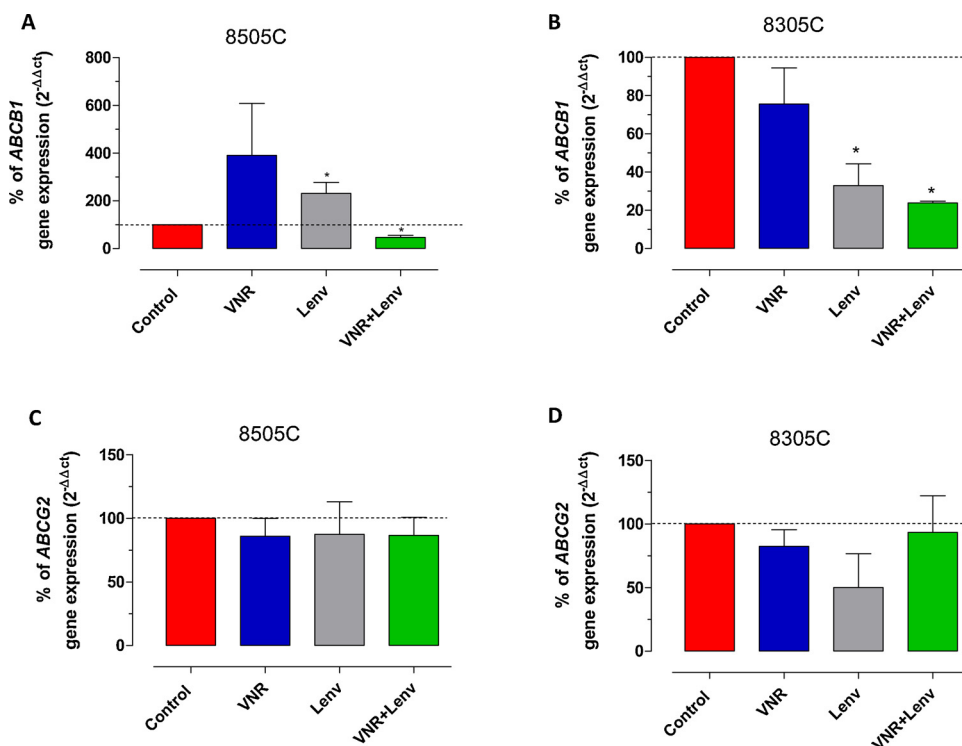 A
8505C
% of ABCB1
gene expression (2^-ΔΔct)
800
600
400
200
0
*
*
Control
VNR
Lenv
VNR+Lenv
B
8305C
% of ABCB1
gene expression (2^-ΔΔct)
100
80
60
40
20
0
*
*
Control
VNR
Lenv
VNR+Lenv
C
8505C
% of ABCG2
gene expression (2^-ΔΔct)
150
100
50
0
Control
VNR
Lenv
VNR+Lenv
D
8305C
% of ABCG2
gene expression (2^-ΔΔct)
150
100
50
0
Control
VNR
Lenv
VNR+Lenv